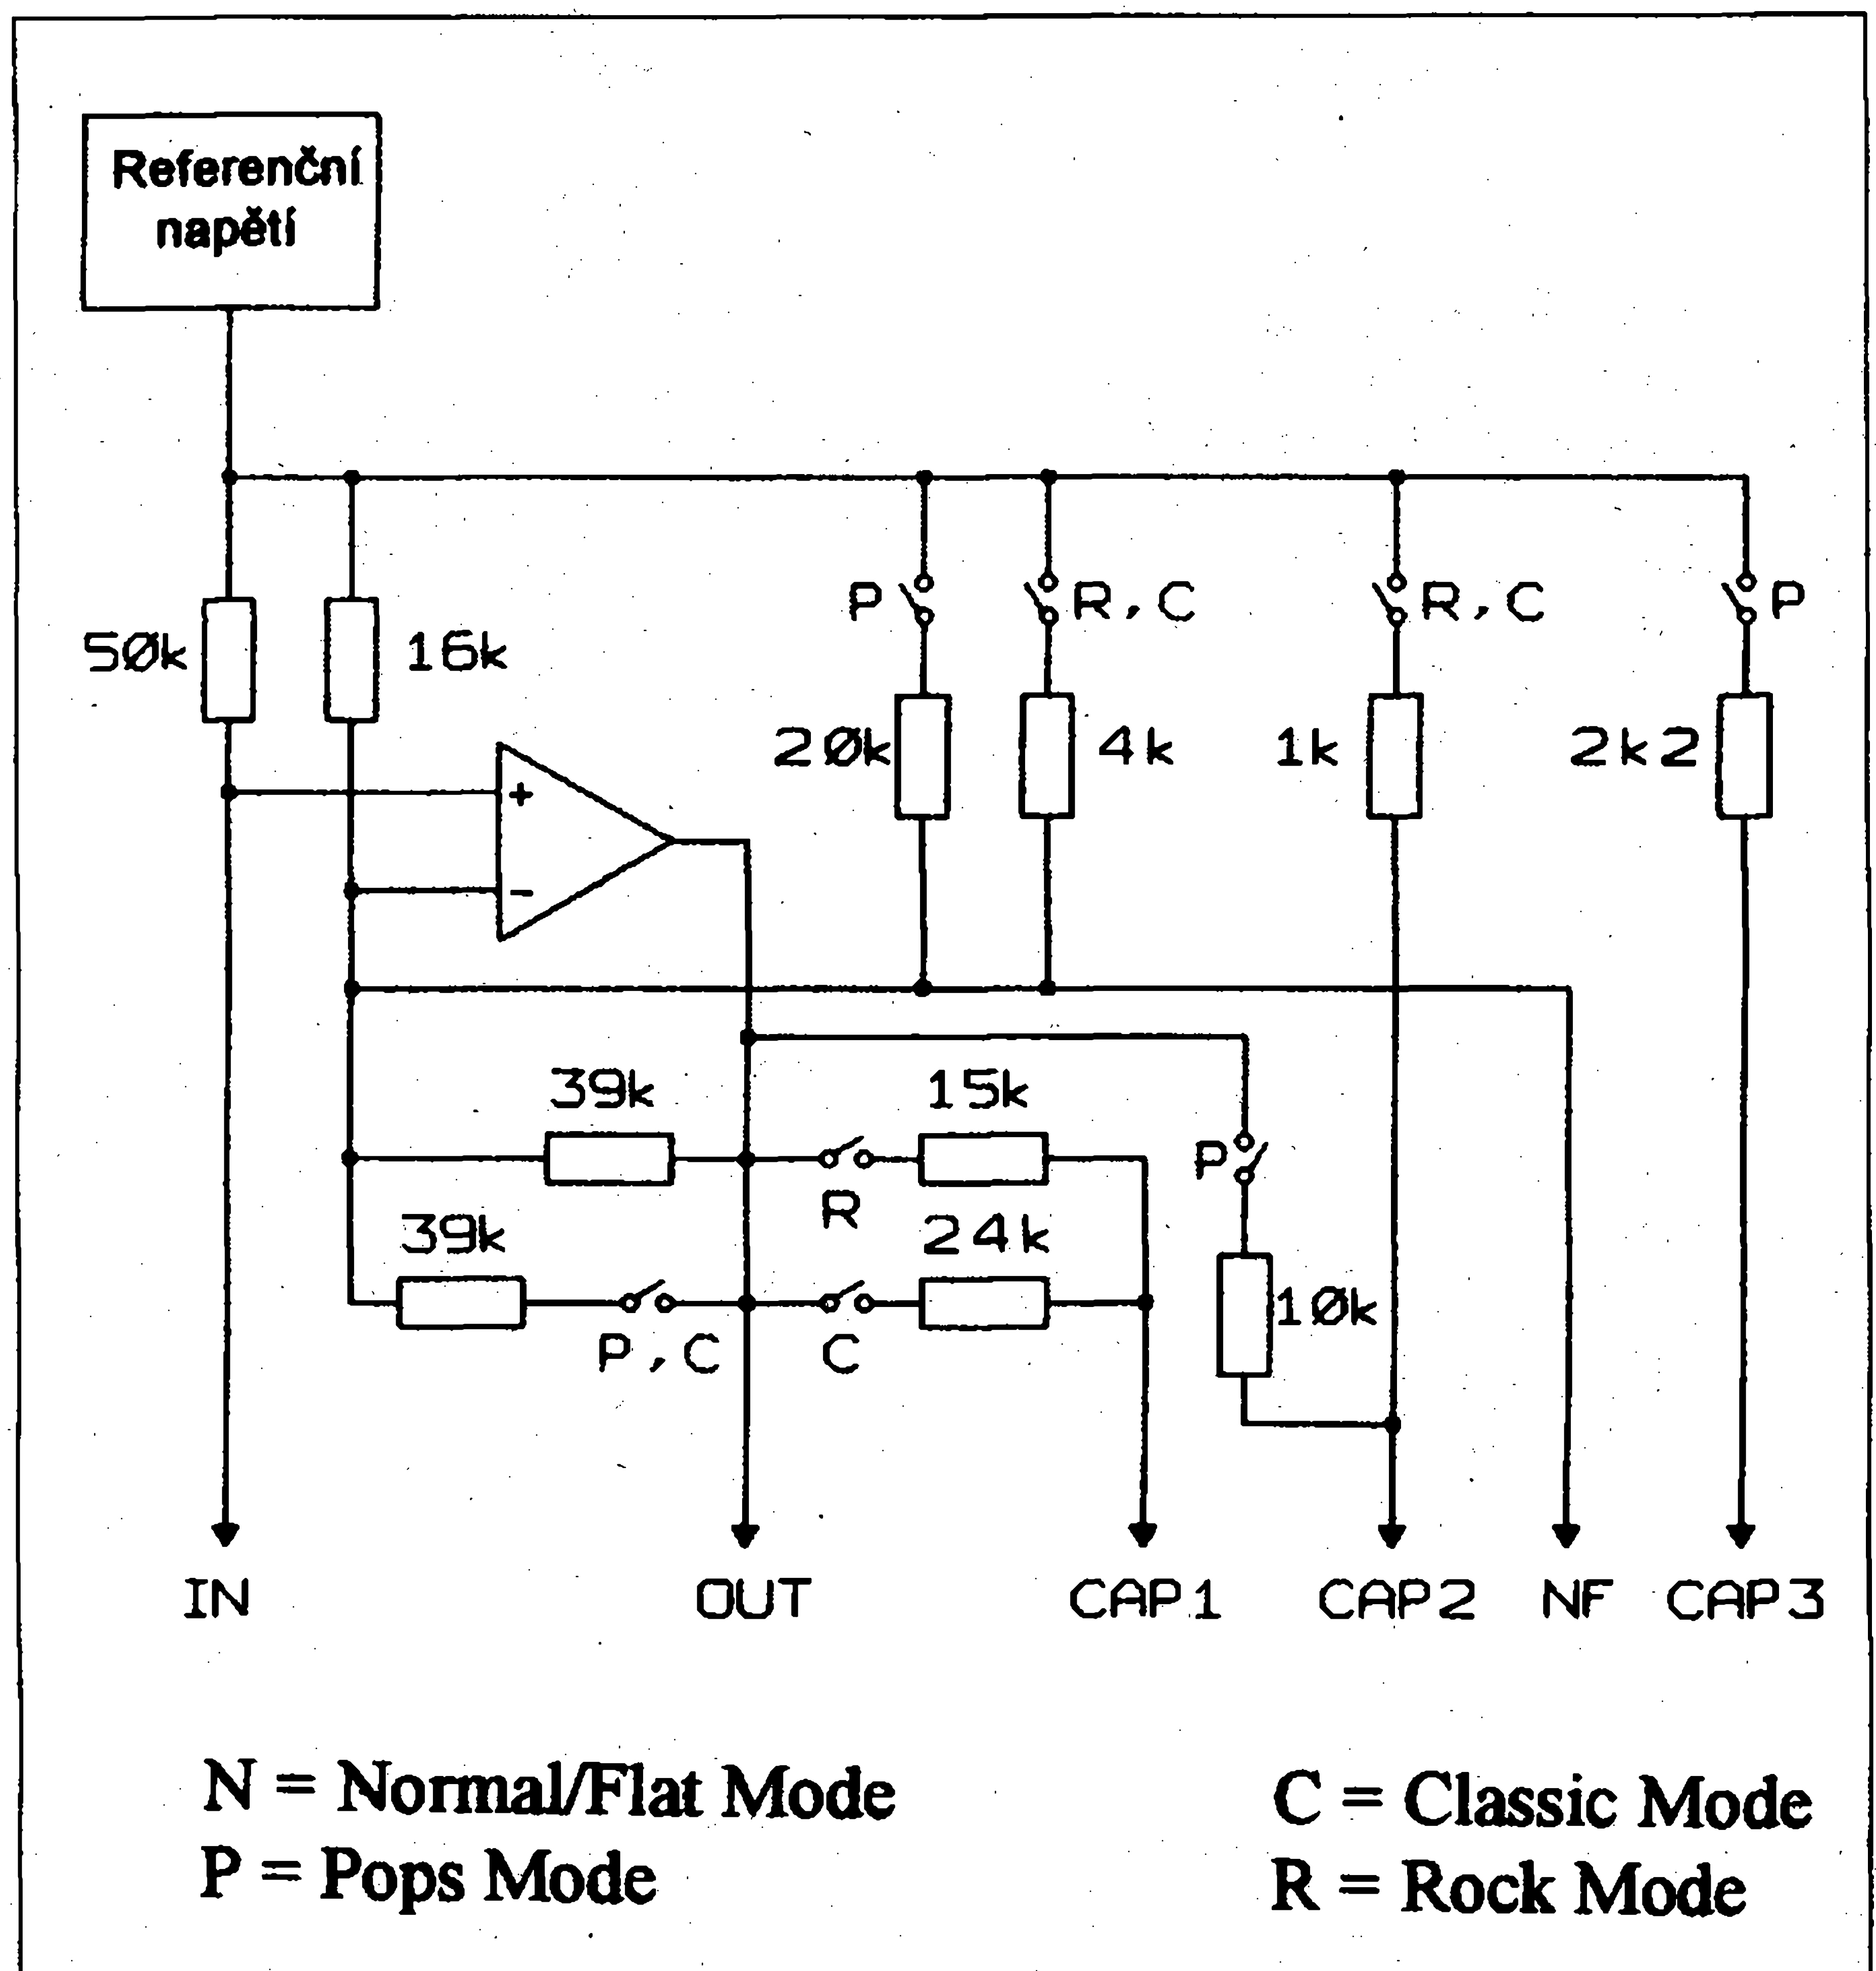 Referenční
napětí
P R,C R,C P
50k 16k
20k 4k 1k 2k2
+
-
39k 15k
P
R
39k 24k
10k
P,C C
IN OUT CAP1 CAP2 NF CAP3
N = Normal/Flat Mode C = Classic Mode
P = Pops Mode R = Rock Mode